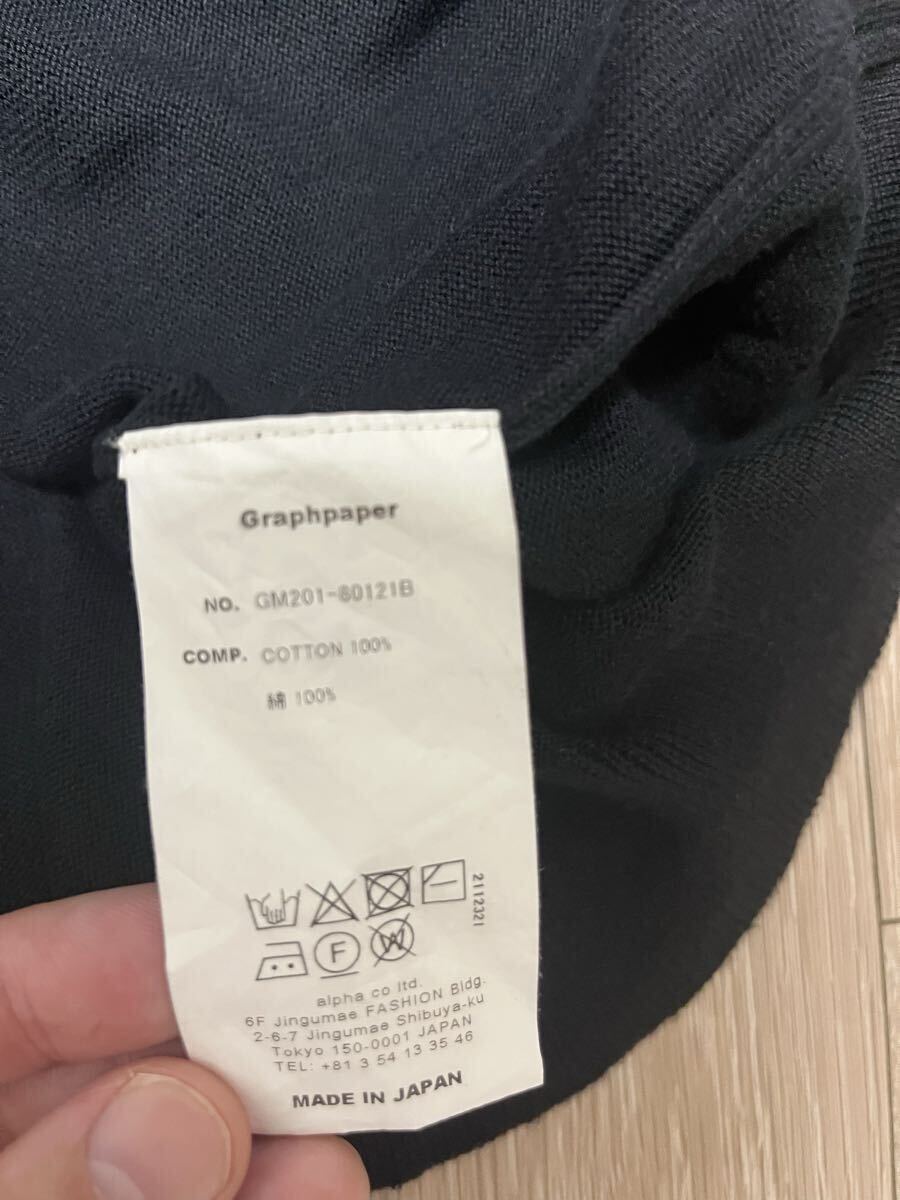 Graphpaper
NO. GM201-80121B
COMP. COTTON 100%
綿 100%
2112321
F
W
alpha co ltd.
6F Jingumae FASHION Bldg.
2-6-7 Jingumae Shibuya-ku
Tokyo 150-0001 JAPAN
TEL: +81 3 54 13 35 46
MADE IN JAPAN